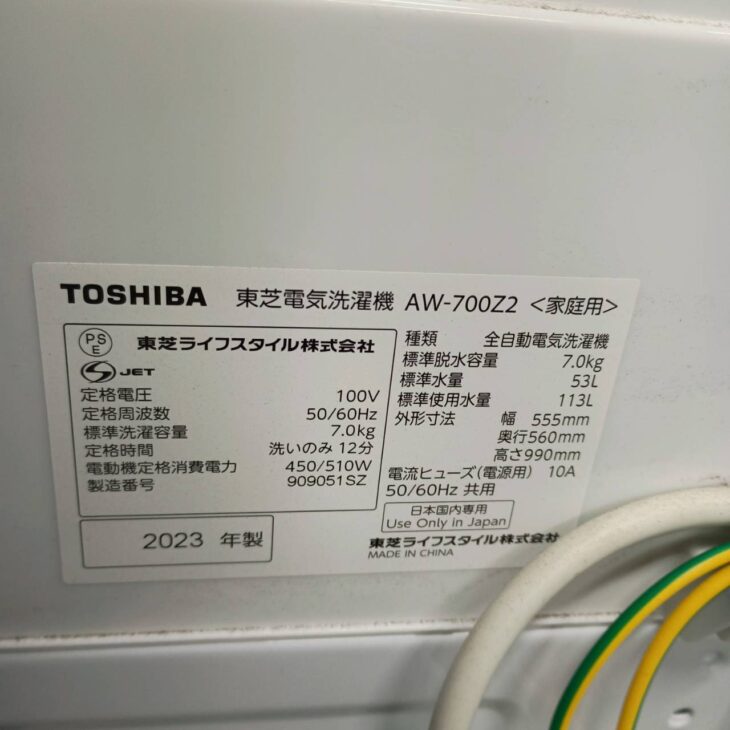 TOSHIBA 東芝電気洗濯機 AW-700Z2 <家庭用>
PS
E
東芝ライフスタイル株式会社
S JET
定格電圧 100V
定格周波数 50/60Hz
標準洗濯容量 7.0kg
定格時間 洗いのみ 12分
電動機定格消費電力 450/510W
製造番号 909051SZ
2023 年製
種類 全自動電気洗濯機
標準脱水容量 7.0kg
標準水量 53L
標準使用水量 113L
外形寸法 幅 555mm
奥行560mm
高さ990mm
電流ヒューズ(電源用) 10A
50/60Hz 共用
日本国内専用
Use Only in Japan
東芝ライフスタイル株式会社
MADE IN CHINA